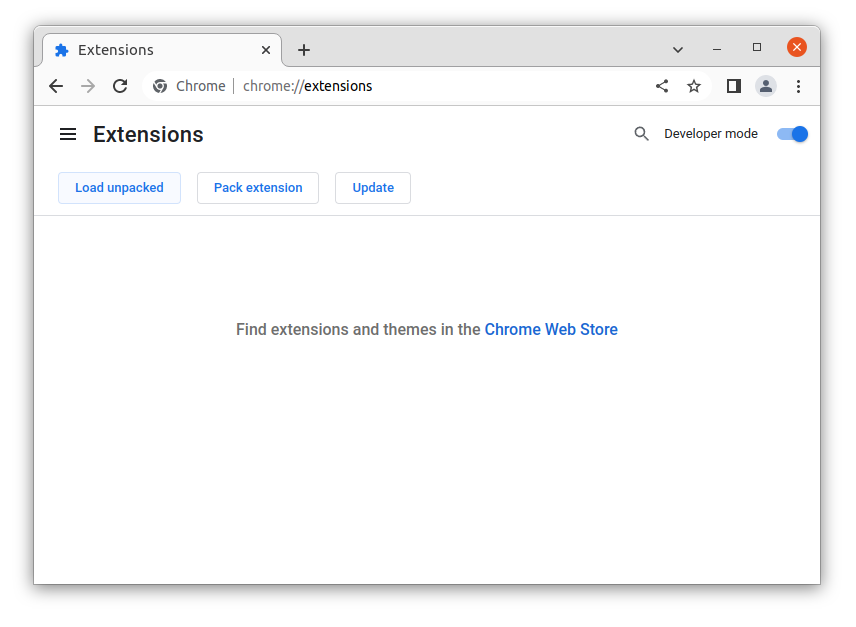 Extensions
Chrome chrome://extensions
Extensions
Developer mode
Load unpacked
Pack extension
Update
Find extensions and themes in the Chrome Web Store